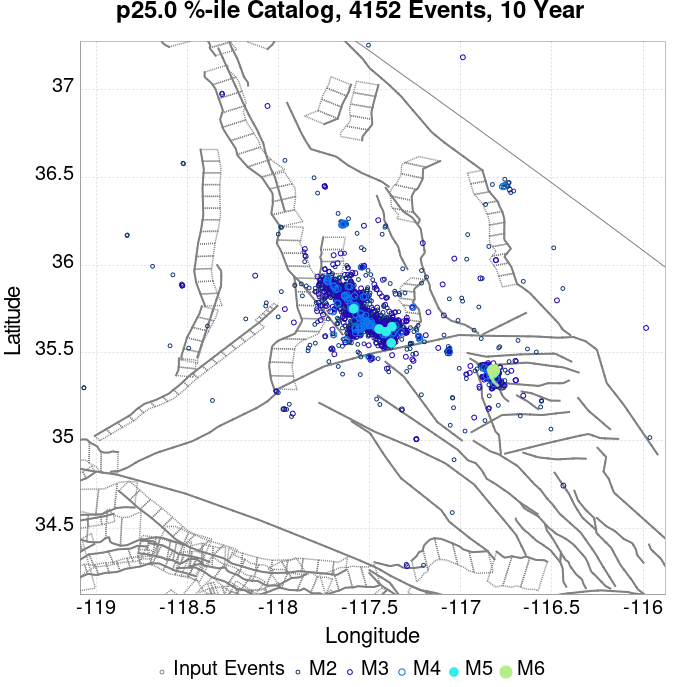 p25.0 %-ile Catalog, 4152 Events, 10 Year
37
36.5
36
35.5
35
34.5
Latitude
-119 -118.5 -118 -117.5 -117 -116.5 -116
Longitude
Input Events M2 M3 M4 M5 M6